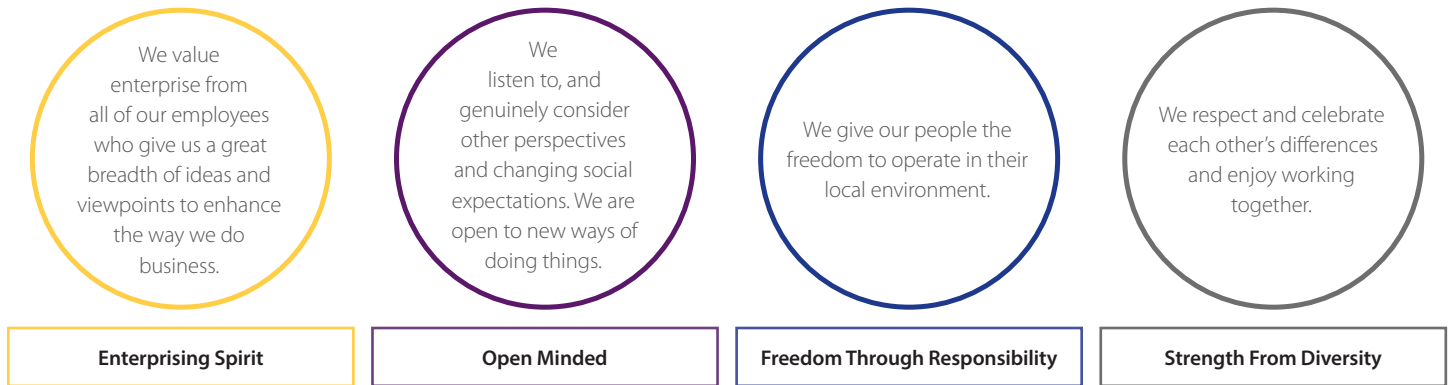 We value
enterprise from
all of our employees
who give us a great
breadth of ideas and
viewpoints to enhance
the way we do
business.
Enterprising Spirit
We
listen to, and
genuinely consider
other perspectives
and changing social
expectations. We are
open to new ways of
doing things.
Open Minded
We give our people the
freedom to operate in their
local environment.
Freedom Through Responsibility
We respect and celebrate
each other’s differences
and enjoy working
together.
Strength From Diversity